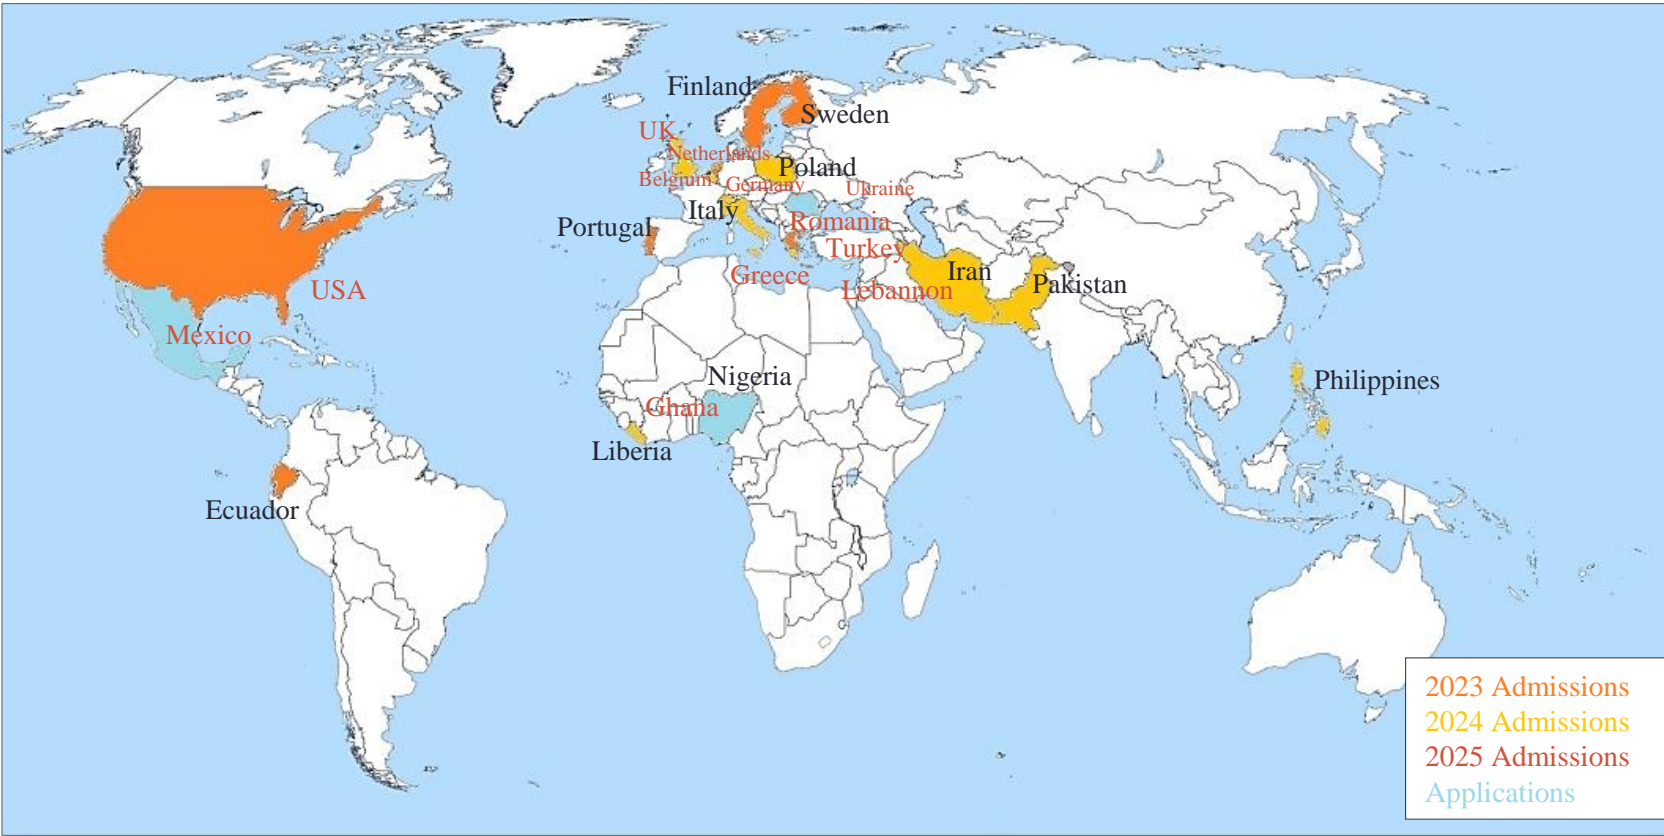 Finland
Sweden
UK
Netherlands
Poland
Belgium
Germany
Ukraine
Italy
Portugal
Romania
Turkey
Greece
Iran
Pakistan
Lebannon
USA
Mexico
Nigeria
Philippines
Ghana
Liberia
Ecuador
2023 Admissions
2024 Admissions
2025 Admissions
Applications